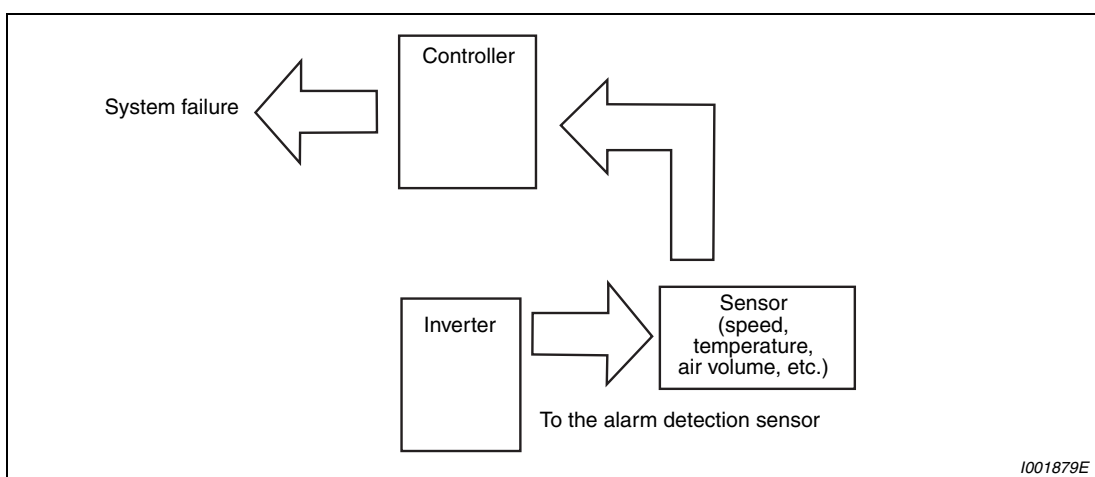 Controller
System failure
Inverter
Sensor
(speed,
temperature,
air volume, etc.)
To the alarm detection sensor
I001879E